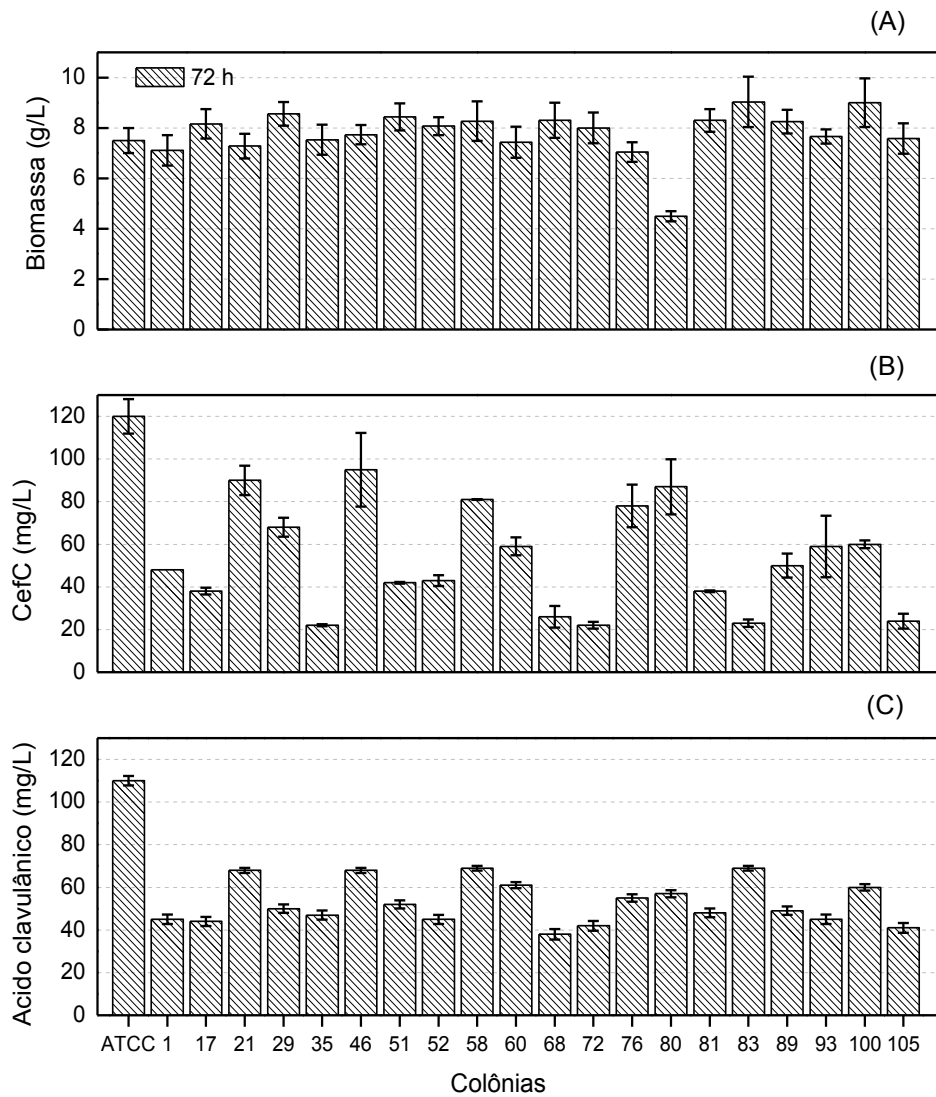 (A)
Biomassa (g/L)
72 h
10
8
6
4
2
0
(B)
CefC (mg/L)
120
100
80
60
40
20
0
(C)
Acido clavulânico (mg/L)
120
100
80
60
40
20
0
ATCC 1 17 21 29 35 46 51 52 58 60 68 72 76 80 81 83 89 93 100 105
Colônias